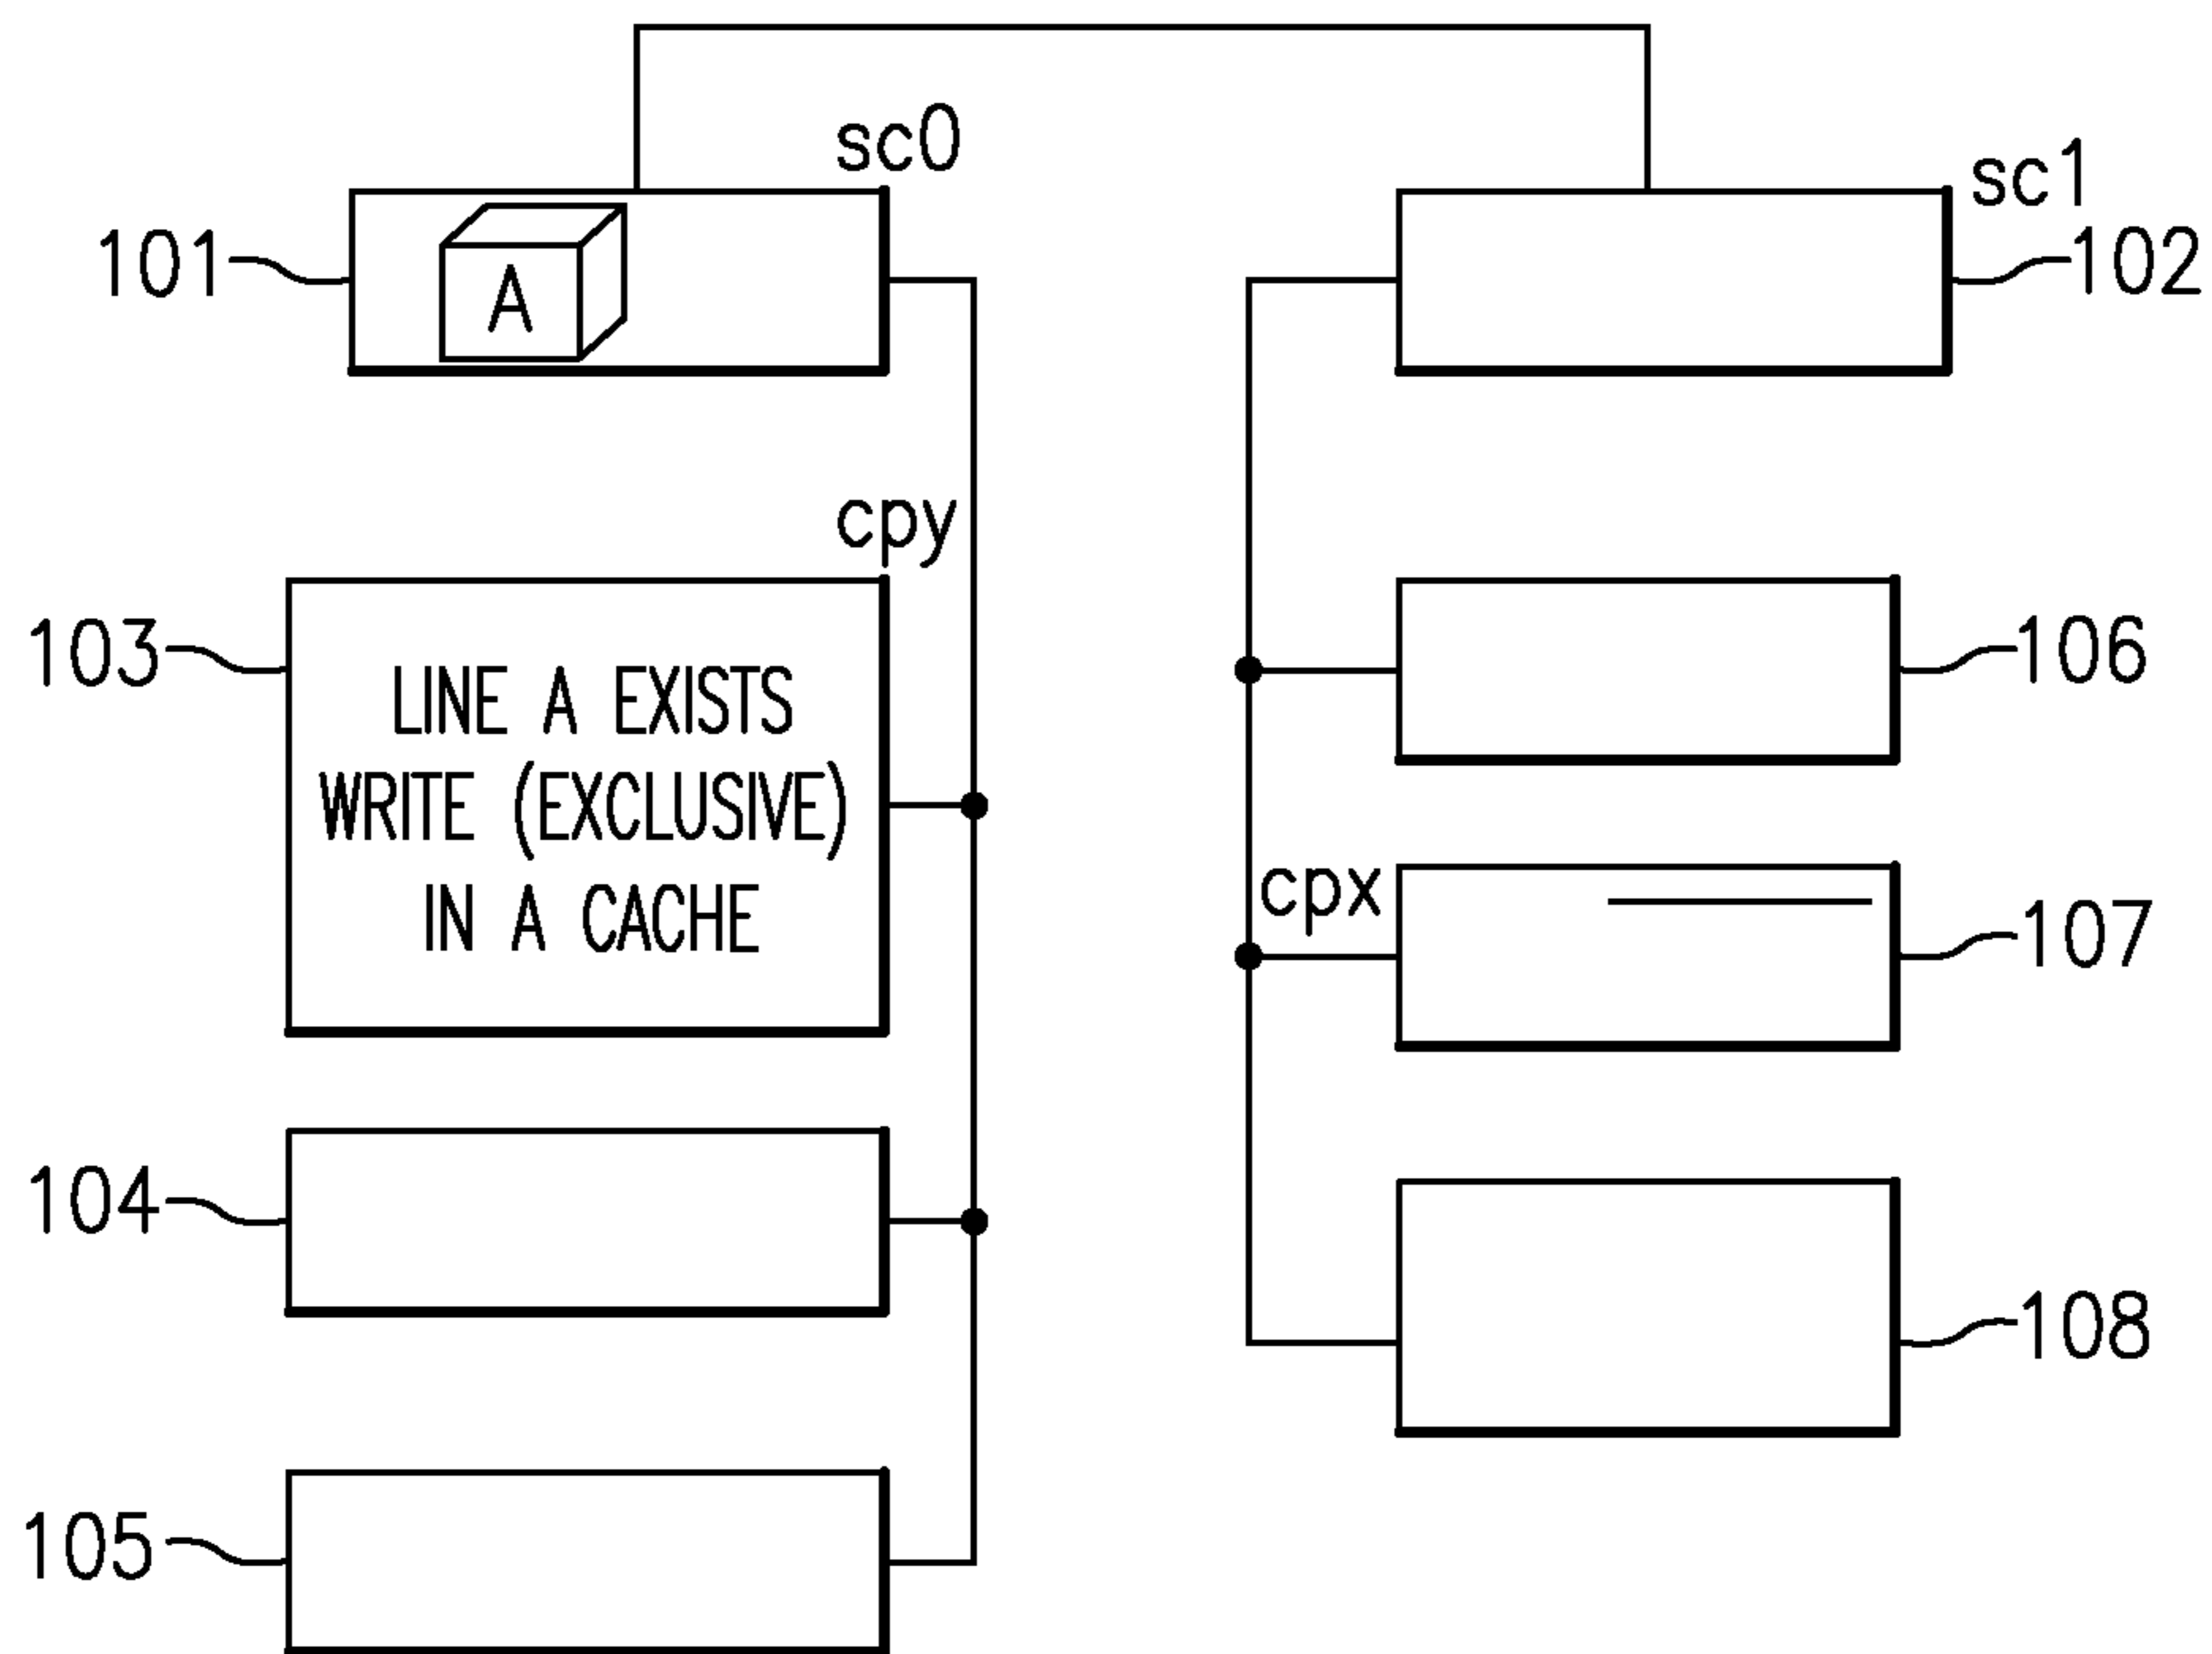 sc0
sc1
101
A
102
cpy
103
LINE A EXISTS
WRITE (EXCLUSIVE)
IN A CACHE
106
cpx
107
104
108
105